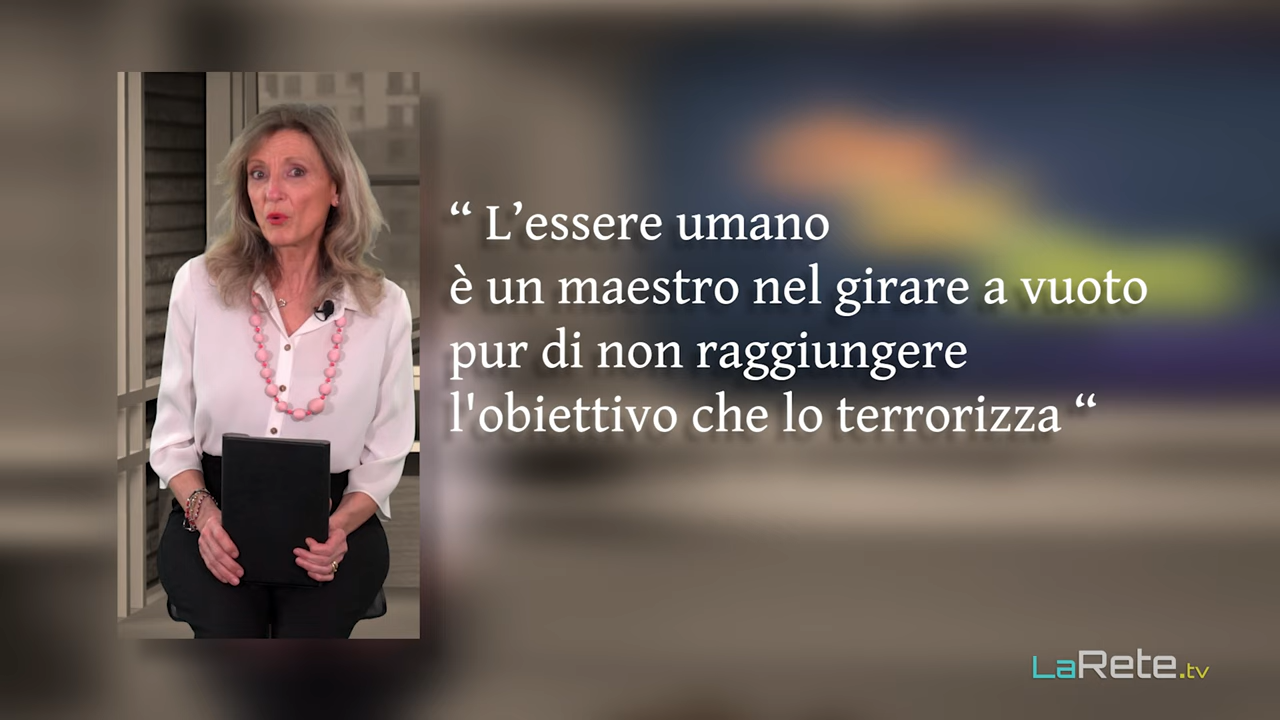 “ L’essere umano
è un maestro nel girare a vuoto
pur di non raggiungere
l'obiettivo che lo terrorizza “
LaRete.tv